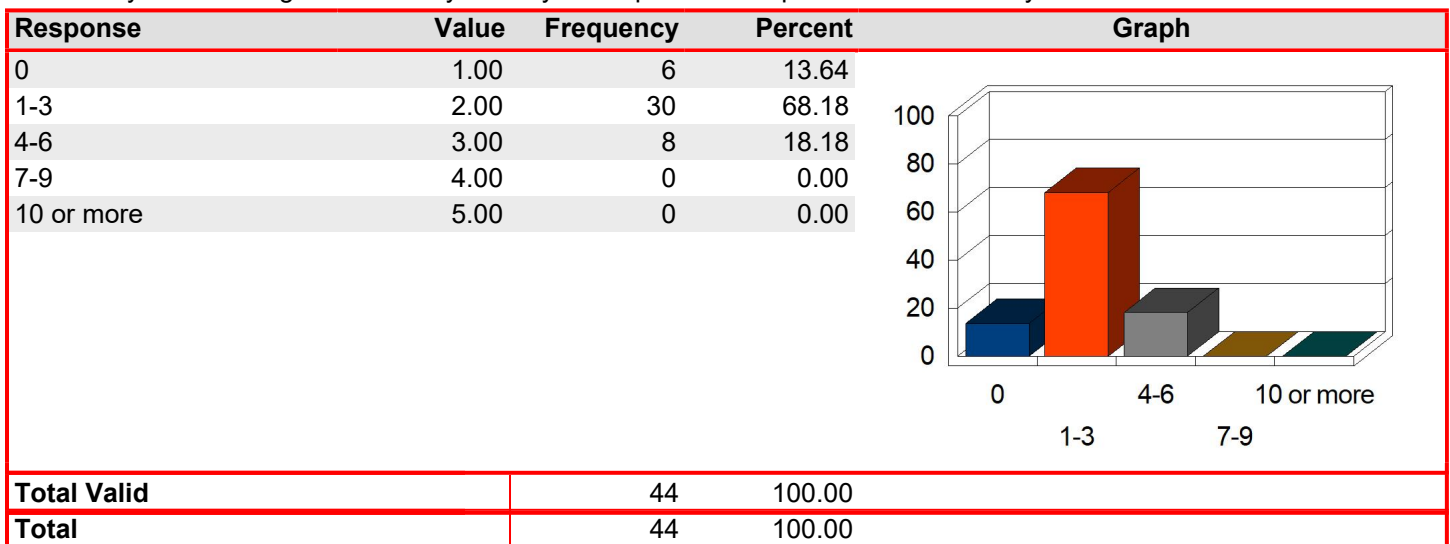 Response Value Frequency Percent Graph
0 1.00 6 13.64
1-3 2.00 30 68.18
4-6 3.00 8 18.18
7-9 4.00 0 0.00
10 or more 5.00 0 0.00
100
80
60
40
20
0
0 4-6 10 or more
1-3 7-9
Total Valid 44 100.00
Total 44 100.00